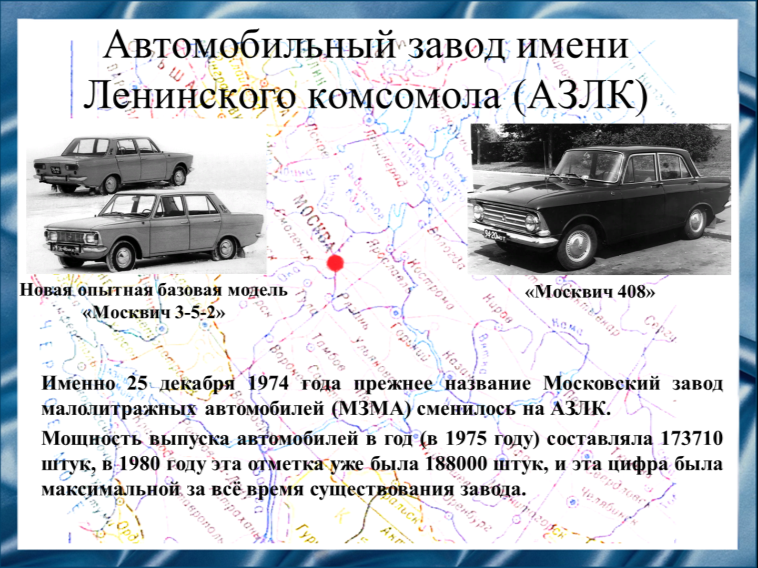 Автомобильный завод имени
Ленинского комсомола (АЗЛК)
МОСКВА
Новая опытная базовая модель
«Москвич 3-5-2»
«Москвич 408»
Именно 25 декабря 1974 года прежнее название Московский завод
малолитражных автомобилей (МЗМА) сменилось на АЗЛК.
Мощность выпуска автомобилей в год (в 1975 году) составляла 173710
штук, в 1980 году эта отметка уже была 188000 штук, и эта цифра была
максимальной за всё время существования завода.